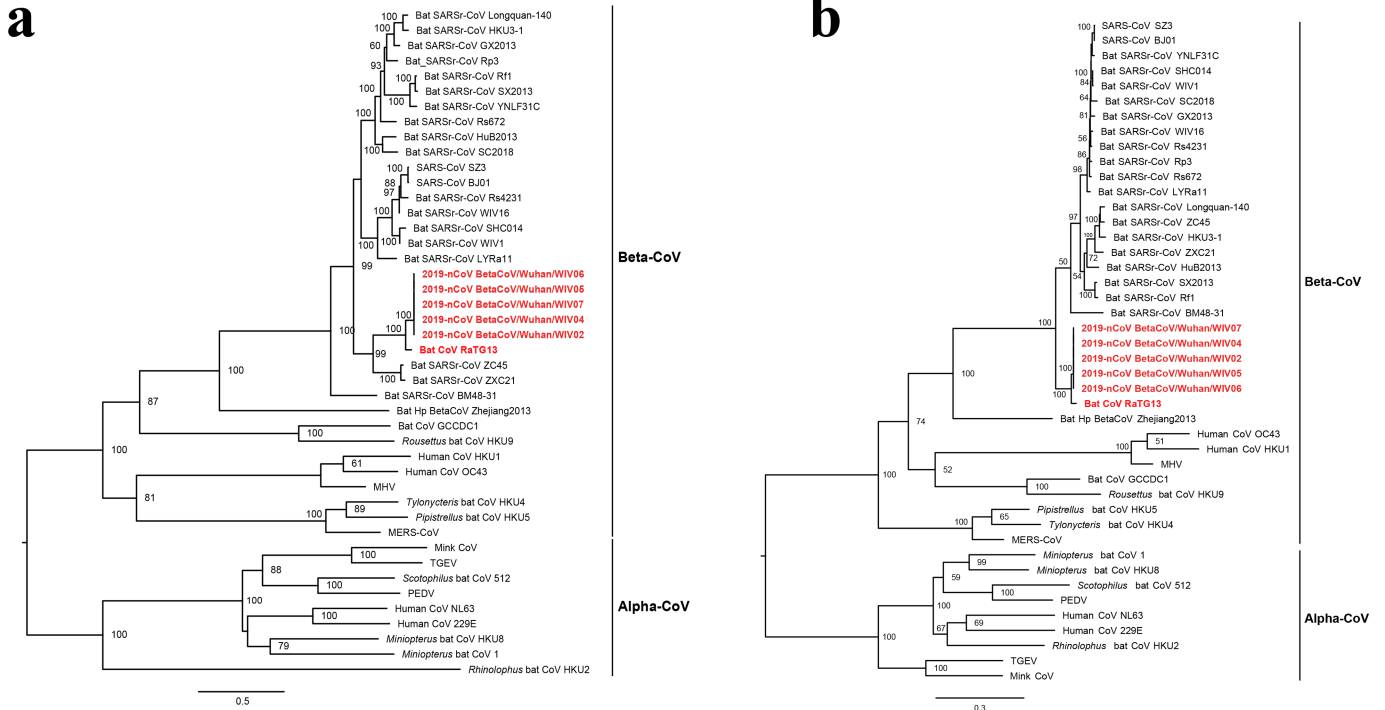 a
Bat SARSr-CoV Longquan-140
100
100
Bat SARSr-CoV HKU3-1
60
Bat SARSr-CoV GX2013
93
Bat_SARSr-CoV Rp3
100
Bat SARSr-CoV Rf1
100
100
Bat SARSr-CoV SX2013
Bat SARSr-CoV YNLF31C
100
Bat SARSr-CoV Rs672
Bat SARSr-CoV HuB2013
100
Bat SARSr-CoV SC2018
100
SARS-CoV SZ3
88
SARS-CoV BJ01
97
Bat SARSr-CoV Rs4231
100
Bat SARSr-CoV WIV16
Bat SARSr-CoV SHC014
100
100
Bat SARSr-CoV WIV1
Bat SARSr-CoV LYRa11
99
2019-nCoV BetaCoV/Wuhan/WIV06
2019-nCoV BetaCoV/Wuhan/WIV05
2019-nCoV BetaCoV/Wuhan/WIV07
2019-nCoV BetaCoV/Wuhan/WIV04
100
100
2019-nCoV BetaCoV/Wuhan/WIV02
Bat CoV RaTG13
99
Bat SARSr-CoV ZC45
100
Bat SARSr-CoV ZXC21
100
Bat SARSr-CoV BM48-31
87
Bat Hp BetaCoV Zhejiang2013
Bat CoV GCCDC1
100
Rousettus bat CoV HKU9
100
Human CoV HKU1
61
Human CoV OC43
MHV
81
Tylonycteris bat CoV HKU4
89
100
Pipistrellus bat CoV HKU5
MERS-CoV
Mink CoV
100
TGEV
88
Scotophilus bat CoV 512
100
PEDV
100
Human CoV NL63
100
Human CoV 229E
100
Miniopterus bat CoV HKU8
79
Miniopterus bat CoV 1
Rhinolophus bat CoV HKU2
0.5
Beta-CoV
Alpha-CoV
b
100
SARS-CoV SZ3
SARS-CoV BJ01
Bat SARSr-CoV YNLF31C
100
Bat SARSr-CoV SHC014
84
Bat SARSr-CoV WIV1
64
Bat SARSr-CoV SC2018
81
Bat SARSr-CoV GX2013
Bat SARSr-CoV WIV16
56
Bat SARSr-CoV Rs4231
86
Bat SARSr-CoV Rp3
98
Bat SARSr-CoV Rs672
Bat SARSr-CoV LYRa11
Bat SARSr-CoV Longquan-140
97
100
Bat SARSr-CoV ZC45
100
Bat SARSr-CoV HKU3-1
72
Bat SARSr-CoV ZXC21
50
Bat SARSr-CoV HuB2013
54
Bat SARSr-CoV SX2013
100
Bat SARSr-CoV Rf1
Bat SARSr-CoV BM48-31
100
2019-nCoV BetaCoV/Wuhan/WIV07
2019-nCoV BetaCoV/Wuhan/WIV04
2019-nCoV BetaCoV/Wuhan/WIV02
100
2019-nCoV BetaCoV/Wuhan/WIV05
100
2019-nCoV BetaCoV/Wuhan/WIV06
100
Bat CoV RaTG13
Bat Hp BetaCoV Zhejiang2013
74
Human CoV OC43
51
100
Human CoV HKU1
MHV
52
Bat CoV GCCDC1
100
Rousettus bat CoV HKU9
100
Pipistrellus bat CoV HKU5
65
100
Tylonycteris bat CoV HKU4
MERS-CoV
Miniopterus bat CoV 1
99
Miniopterus bat CoV HKU8
59
Scotophilus bat CoV 512
100
PEDV
100
Human CoV NL63
69
67
Human CoV 229E
100
Rhinolophus bat CoV HKU2
TGEV
100
Mink CoV
0.3
Beta-CoV
Alpha-CoV